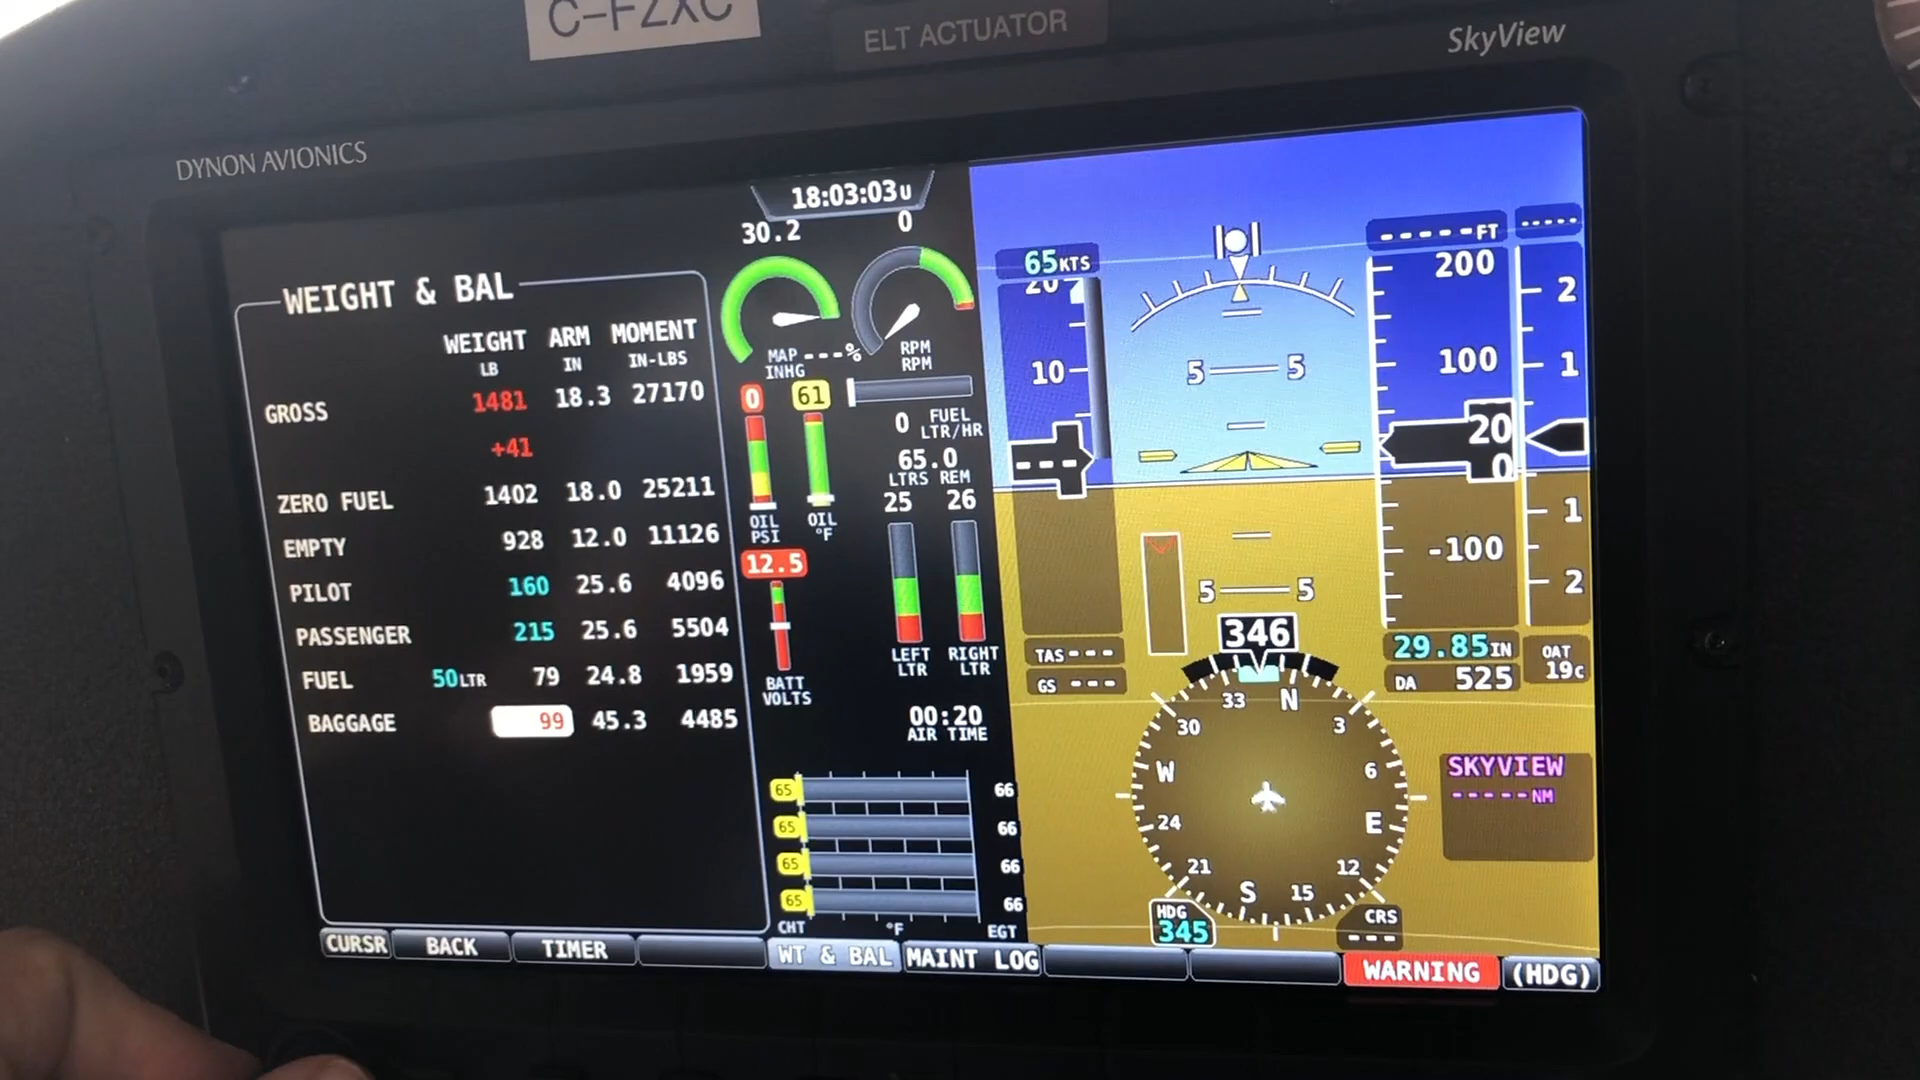 C-FZXC
ELT ACTUATOR
SkyView
DYNON AVIONICS
WEIGHT & BAL
WEIGHT ARM MOMENT
LB IN IN-LBS
GROSS 1481 18.3 27170
+41
ZERO FUEL 1402 18.0 25211
EMPTY 928 12.0 11126
PILOT 160 25.6 4096
PASSENGER 215 25.6 5504
FUEL 50LTR 79 24.8 1959
BAGGAGE 99 45.3 4485
18:03:03U
30.2 0
MAP ---%
INHG
RPM
RPM
0 61
0 FUEL
LTR/HR
65.0
LTRS REM
25 26
OIL
PSI
OIL
°F
12.5
BATT
VOLTS
LEFT
LTR
RIGHT
LTR
00:20
AIR TIME
65 66
65 66
65 66
65 66
CHT °F EGT
65KTS
20
10
---
TAS---
GS ---
5 5
5 5
-----FT
-----
200
100
20
0
-100
2
1
1
2
29.85IN
DA 525
OAT
19c
346
33 N 3 6 E 12 15 S 21 24 W 30
HDG
345
CRS
---
SKYVIEW
-----NM
CURSR BACK TIMER WT & BAL MAINT LOG WARNING (HDG)